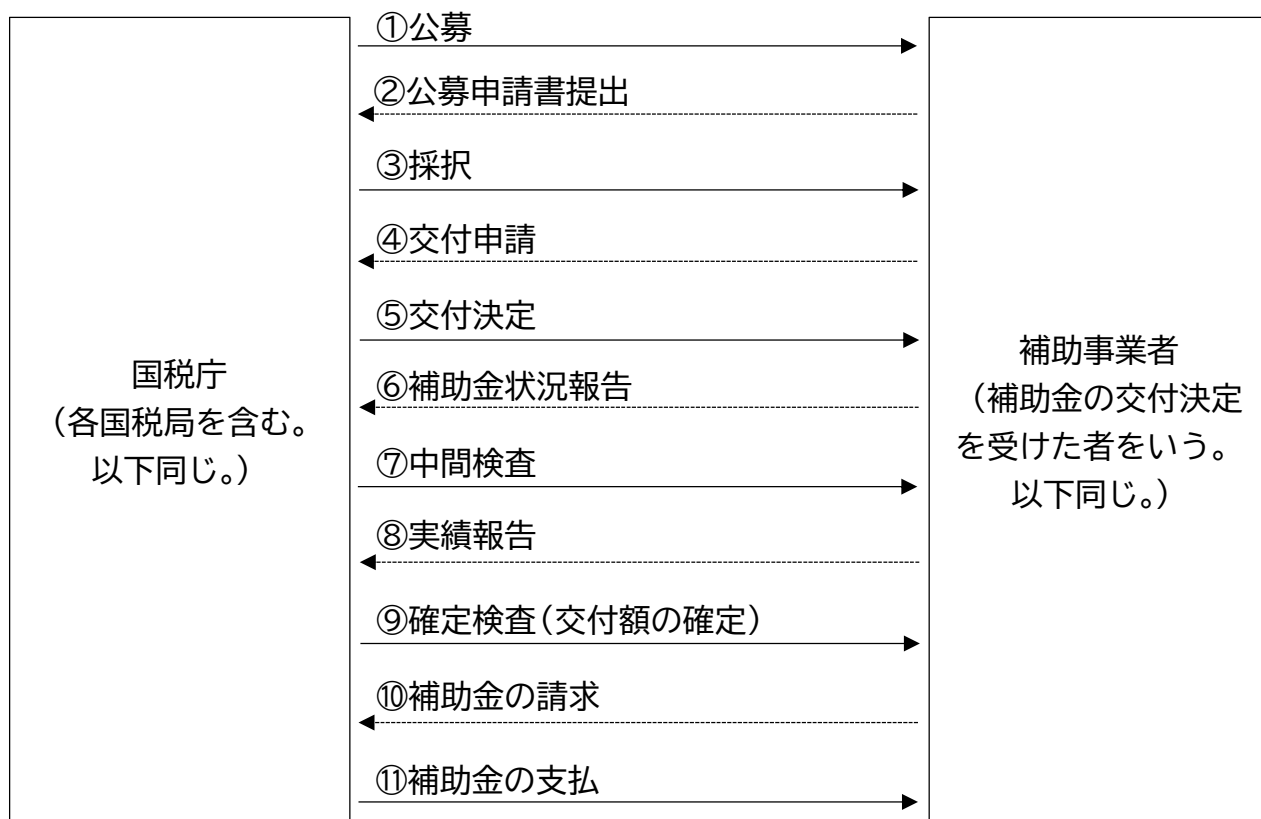 ①公募
②公募申請書提出
③採択
④交付申請
⑤交付決定
⑥補助金状況報告
⑦中間検査
⑧実績報告
⑨確定検査（交付額の確定）
⑩補助金の請求
⑪補助金の支払
国税庁
（各国税局を含む。
以下同じ。）
補助事業者
（補助金の交付決定
を受けた者をいう。
以下同じ。）